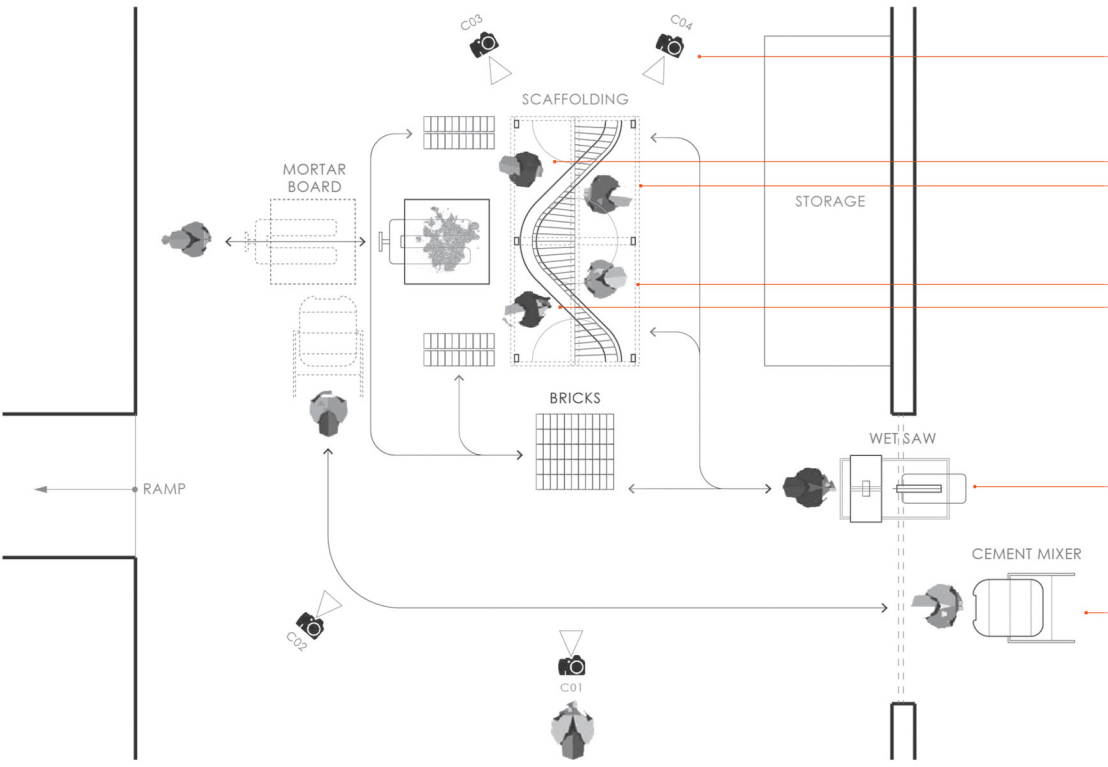 C03
C04
SCAFFOLDING
MORTAR
BOARD
STORAGE
BRICKS
WET SAW
RAMP
CEMENT MIXER
C02
C01